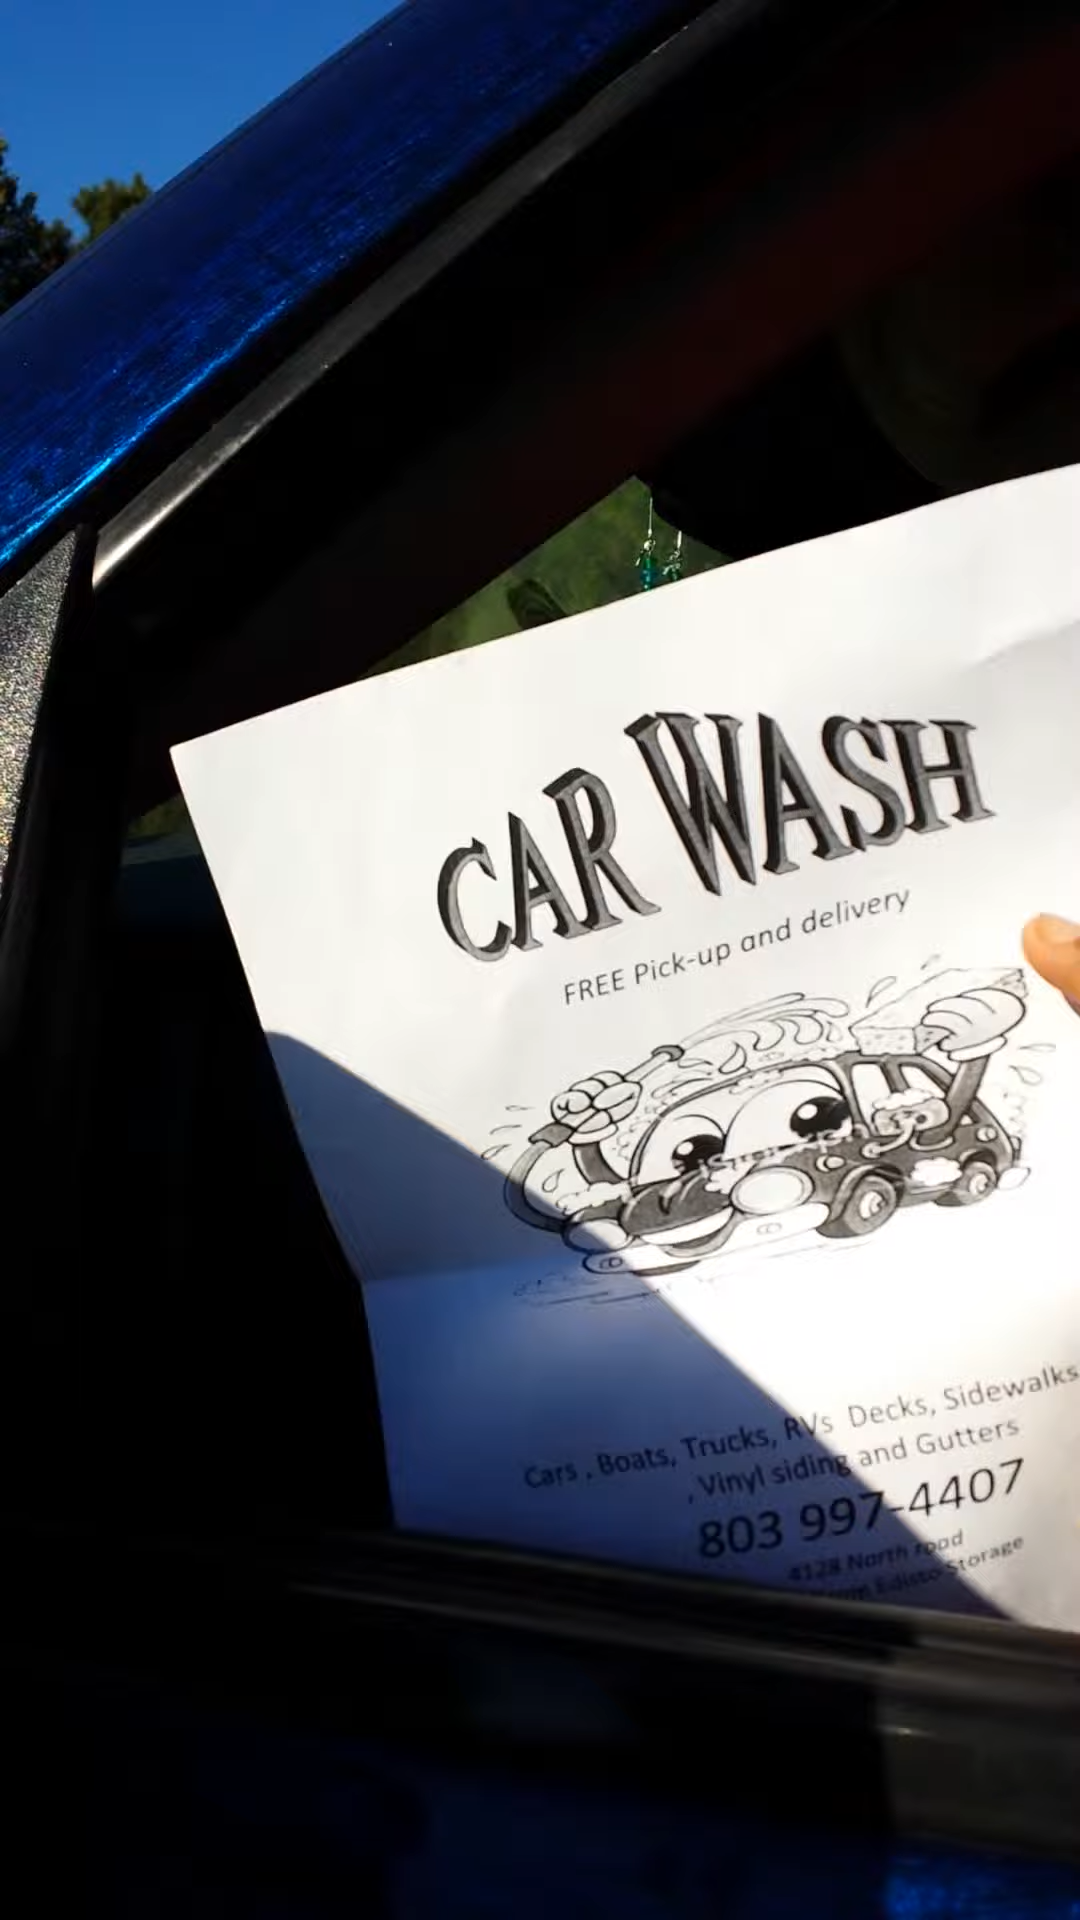 CAR WASH
FREE Pick-up and delivery
Cars , Boats, Trucks, RVs Decks, Sidewalks
, Vinyl siding and Gutters
803 997-4407
4128 North road
Edisto Storage